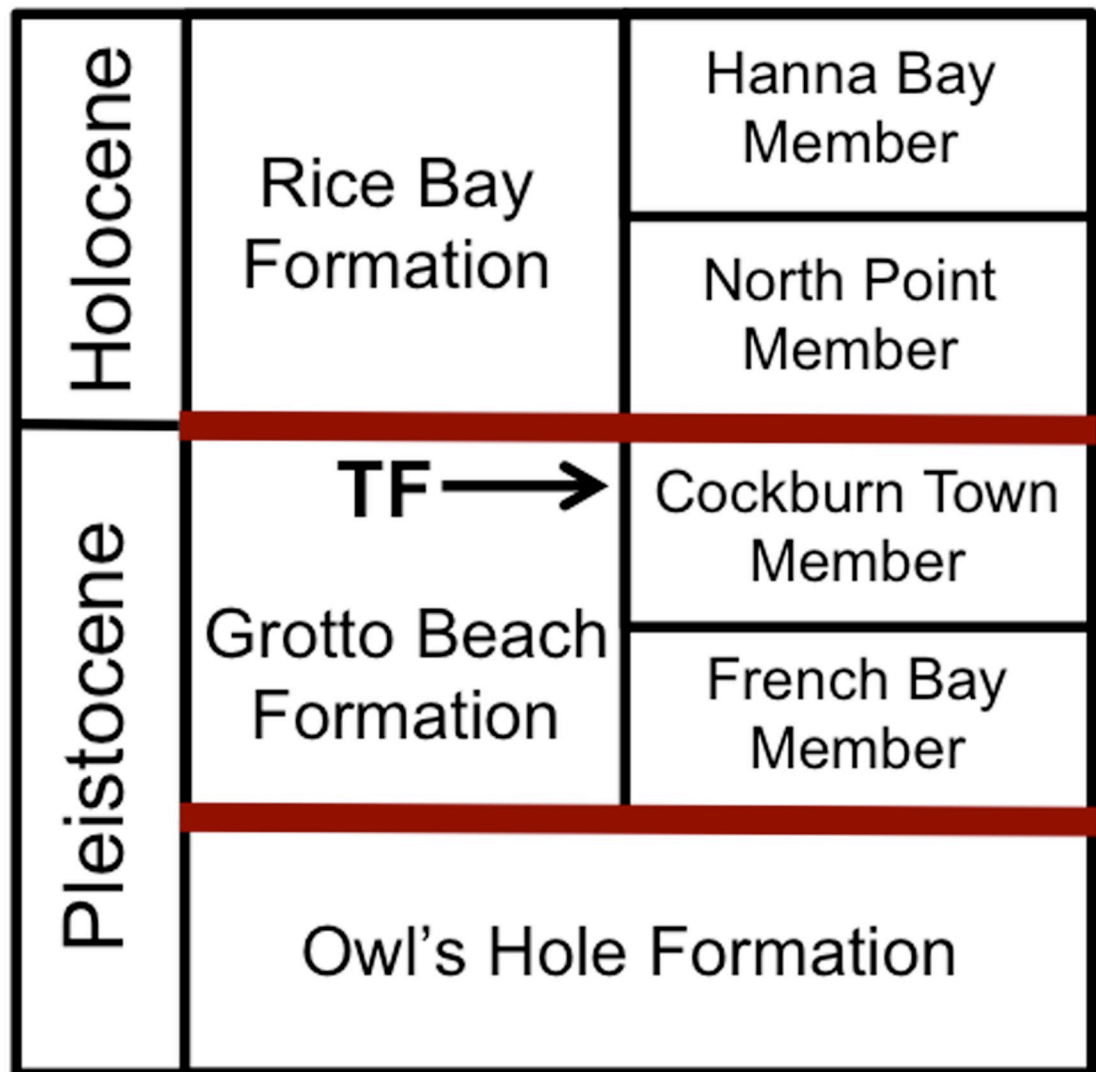 Holocene
Rice Bay
Formation
Hanna Bay
Member
North Point
Member
Pleistocene
TF
Grotto Beach
Formation
Cockburn Town
Member
French Bay
Member
Owl’s Hole Formation